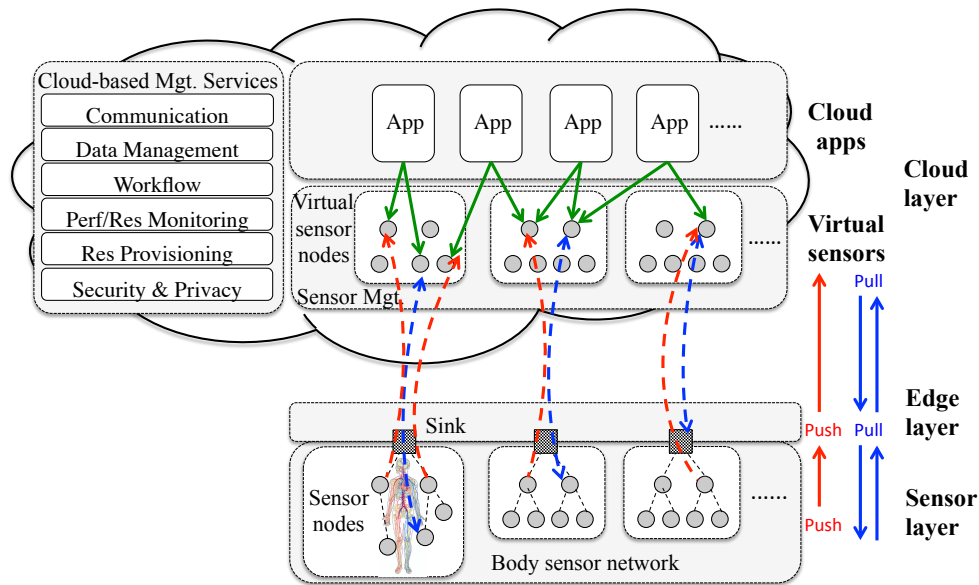 Cloud-based Mgt. Services
Communication
Data Management
Workflow
Perf/Res Monitoring
Res Provisioning
Security & Privacy
App
App
App
App
......
Cloud
apps
Cloud
layer
Virtual
sensor
nodes
Sensor Mgt.
......
Virtual
sensors
Pull
Sink
Edge
layer
Push
Pull
Sensor
nodes
......
Push
Sensor
layer
Body sensor network